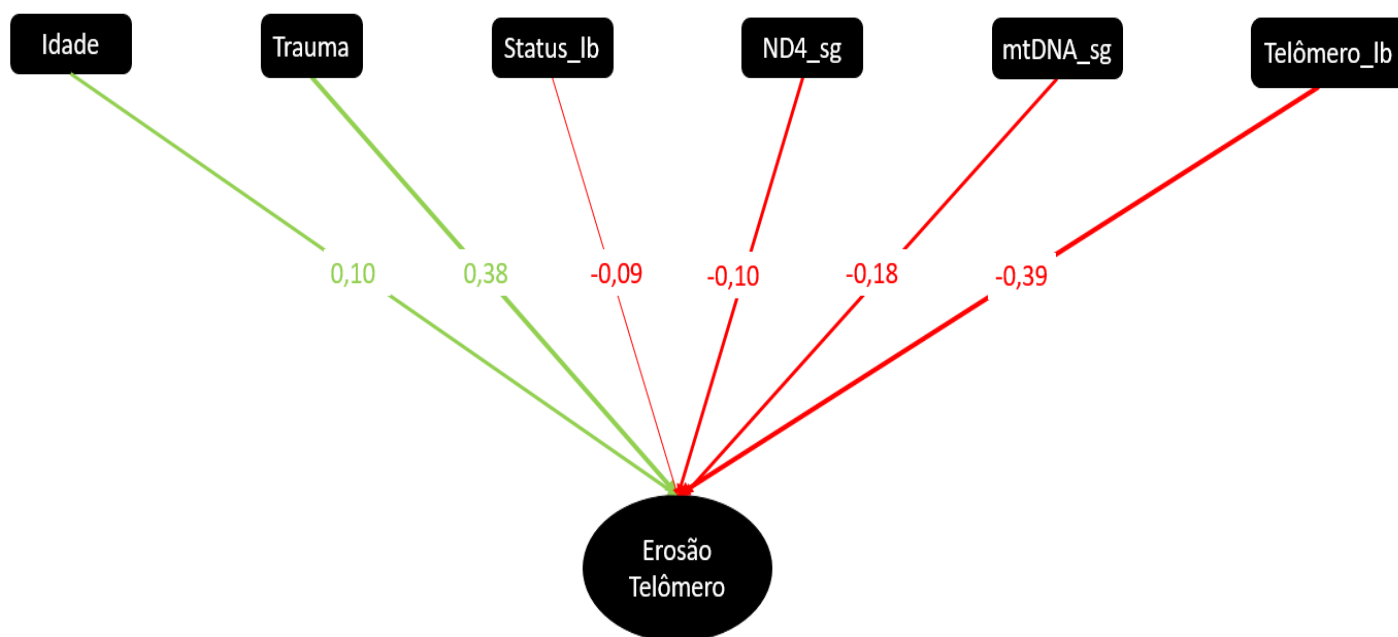 Idade
Trauma
Status_lb
ND4_sg
mtDNA_sg
Telômero_lb
0,10
0,38
-0,09
-0,10
-0,18
-0,39
Erosão
Telômero